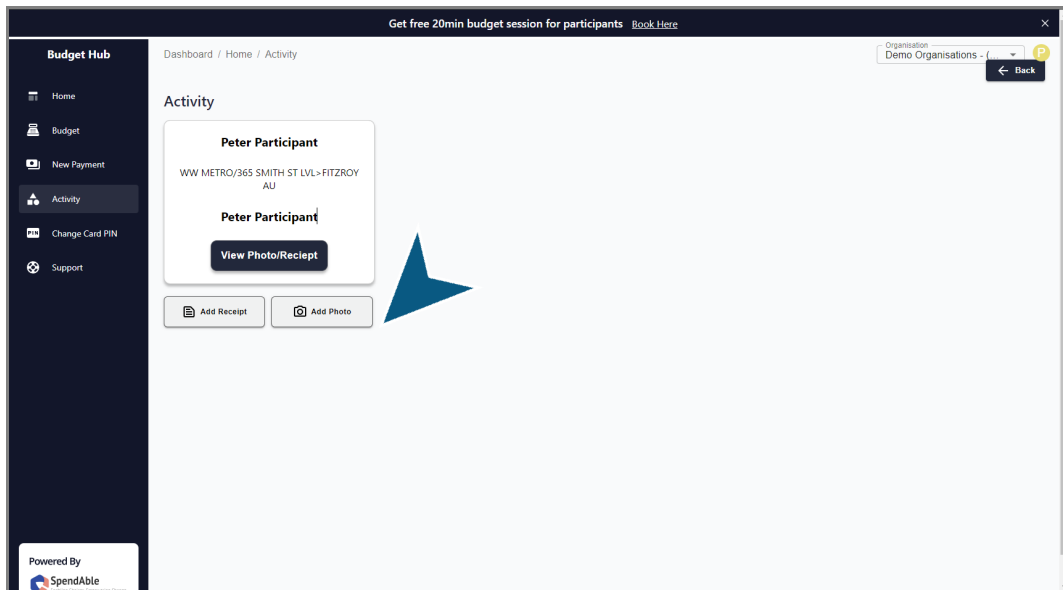 Get free 20min budget session for participants Book Here
Budget Hub
Dashboard / Home / Activity
Organisation
Demo Organisations - (...
P
Back
Home
Budget
New Payment
Activity
PIN Change Card PIN
Support
Activity
Peter Participant
WW METRO/365 SMITH ST LVL>FITZROY
AU
Peter Participant
View Photo/Reciept
Add Receipt
Add Photo
Powered By
SpendAble